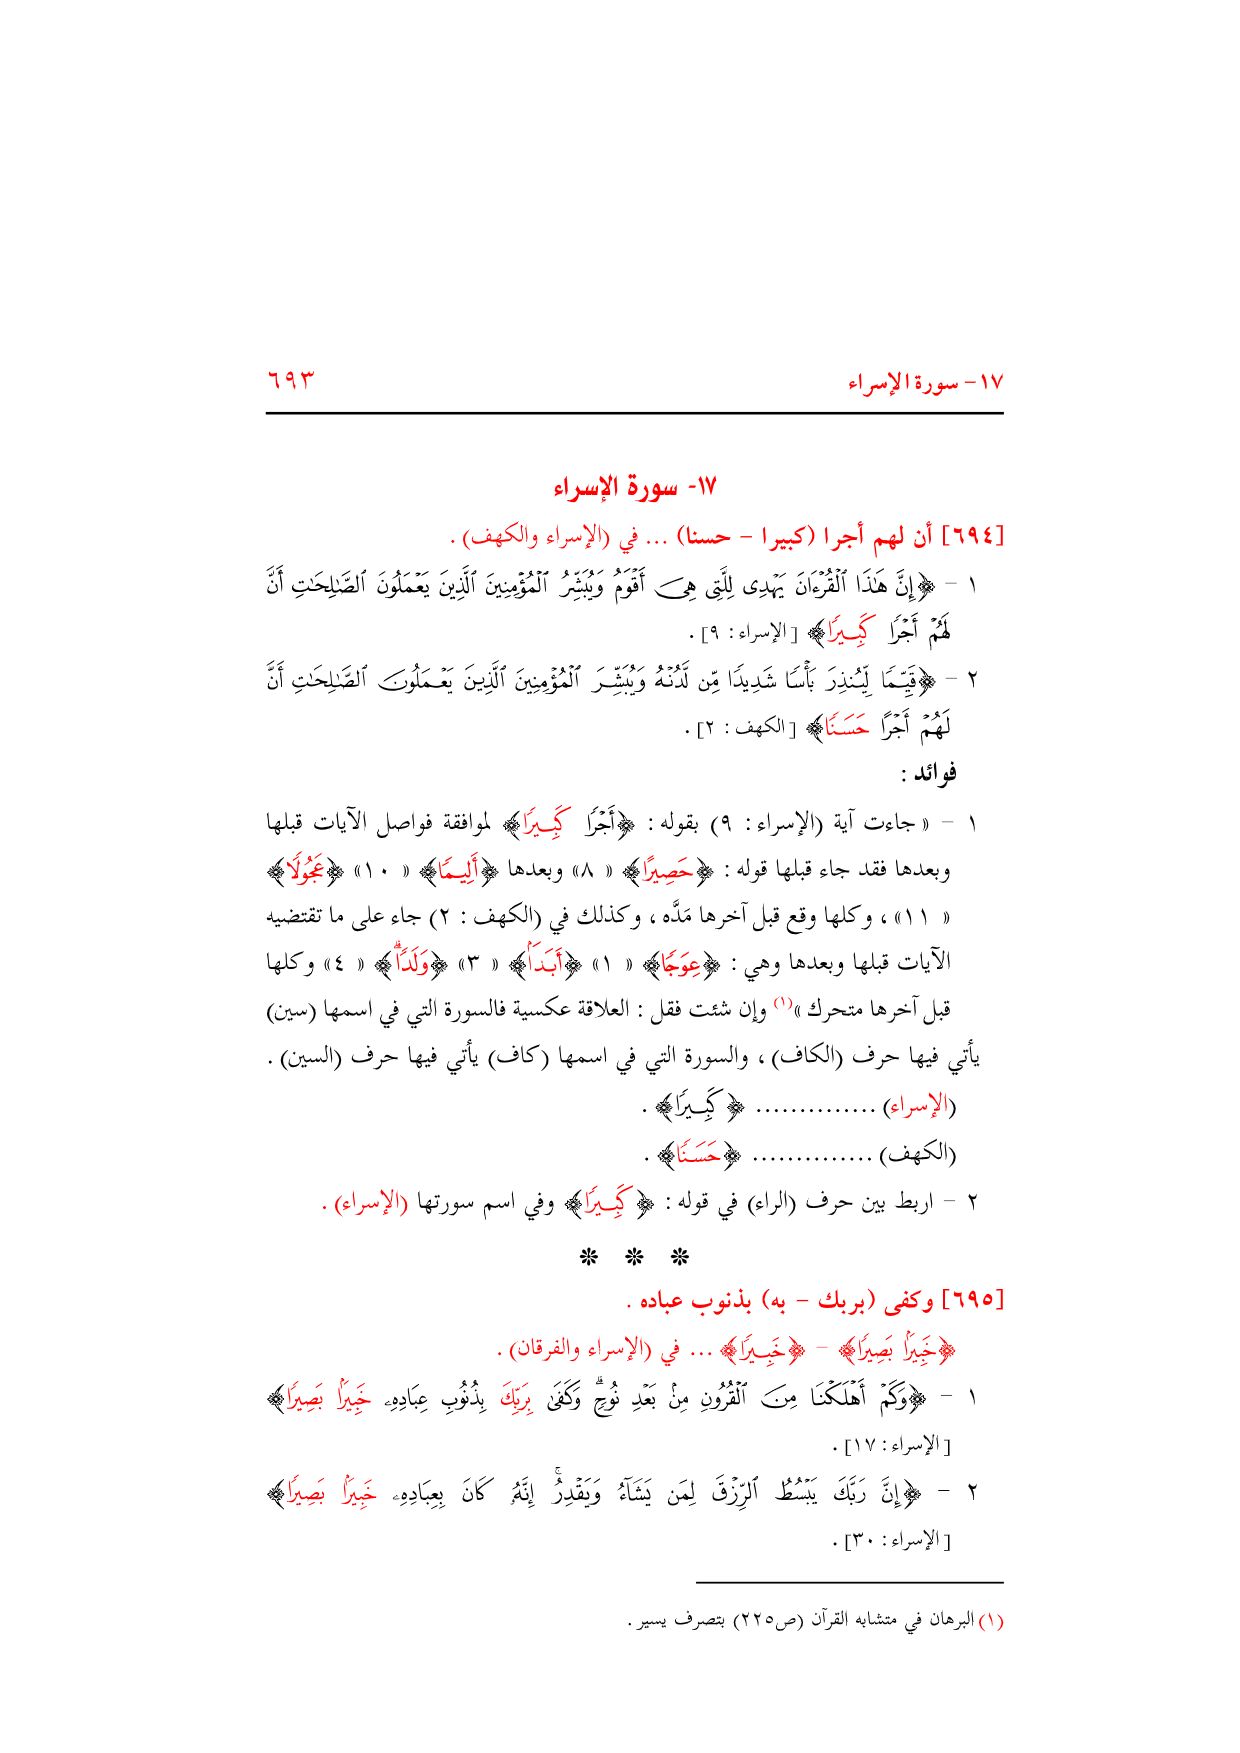 ١٧- سورة الإسراء
٦٩٣
١٧- سورة الإسراء
[٦٩٤] أن لهم أجرا (كبيرا – حسنا) ... في (الإسراء والكهف) .
١ – ﴿إِنَّ هَٰذَا ٱلۡقُرۡءَانَ يَهۡدِى لِلَّتِى هِىَ أَقۡوَمُ وَيُبَشِّرُ ٱلۡمُؤۡمِنِينَ ٱلَّذِينَ يَعۡمَلُونَ ٱلصَّٰلِحَٰتِ أَنَّ
لَهُمۡ أَجۡرٗا كَبِيرٗا﴾ [الإسراء: ٩] .
٢ – ﴿قَيِّمٗا لِّيُنذِرَ بَأۡسٗا شَدِيدٗا مِّن لَّدُنۡهُ وَيُبَشِّرَ ٱلۡمُؤۡمِنِينَ ٱلَّذِينَ يَعۡمَلُونَ ٱلصَّٰلِحَٰتِ أَنَّ
لَهُمۡ أَجۡرًا حَسَنٗا﴾ [الكهف: ٢] .
فوائد :
١ – «جاءت آية (الإسراء: ٩) بقوله: ﴿أَجۡرٗا كَبِيرٗا﴾ لموافقة فواصل الآيات قبلها
وبعدها فقد جاء قبلها قوله: ﴿حَصِيرًا﴾ «٨» وبعدها ﴿أَلِيمٗا﴾ «١٠» ﴿عَجُولٗا﴾
«١١»، وكلها وقع قبل آخرها مَدَّه، وكذلك في (الكهف: ٢) جاء على ما تقتضيه
الآيات قبلها وبعدها وهي: ﴿عِوَجَٗا﴾ «١» ﴿أَبَدٗا﴾ «٣» ﴿وَلَدٗاۗ﴾ «٤» وكلها
قبل آخرها متحرك»(١) وإن شئت فقل: العلاقة عكسية فالسورة التي في اسمها (سين)
يأتي فيها حرف (الكاف)، والسورة التي في اسمها (كاف) يأتي فيها حرف (السين) .
(الإسراء) .............. ﴿كَبِيرٗا﴾ .
(الكهف) .............. ﴿حَسَنٗا﴾ .
٢ – اربط بين حرف (الراء) في قوله: ﴿كَبِيرٗا﴾ وفي اسم سورتها (الإسراء) .
* * *
[٦٩٥] وكفى (بربك – به) بذنوب عباده .
﴿خَبِيرَۢا بَصِيرٗا﴾ – ﴿خَبِيرٗا﴾ ... في (الإسراء والفرقان) .
١ – ﴿وَكَمۡ أَهۡلَكۡنَا مِنَ ٱلۡقُرُونِ مِنۢ بَعۡدِ نُوحٖۗ وَكَفَىٰ بِرَبِّكَ بِذُنُوبِ عِبَادِهِۦ خَبِيرَۢا بَصِيرٗا﴾
[الإسراء: ١٧] .
٢ – ﴿إِنَّ رَبَّكَ يَبۡسُطُ ٱلرِّزۡقَ لِمَن يَشَآءُ وَيَقۡدِرُۚ إِنَّهُۥ كَانَ بِعِبَادِهِۦ خَبِيرَۢا بَصِيرٗا﴾
[الإسراء: ٣٠] .
(١) البرهان في متشابه القرآن (ص٢٢٥) بتصرف يسير .